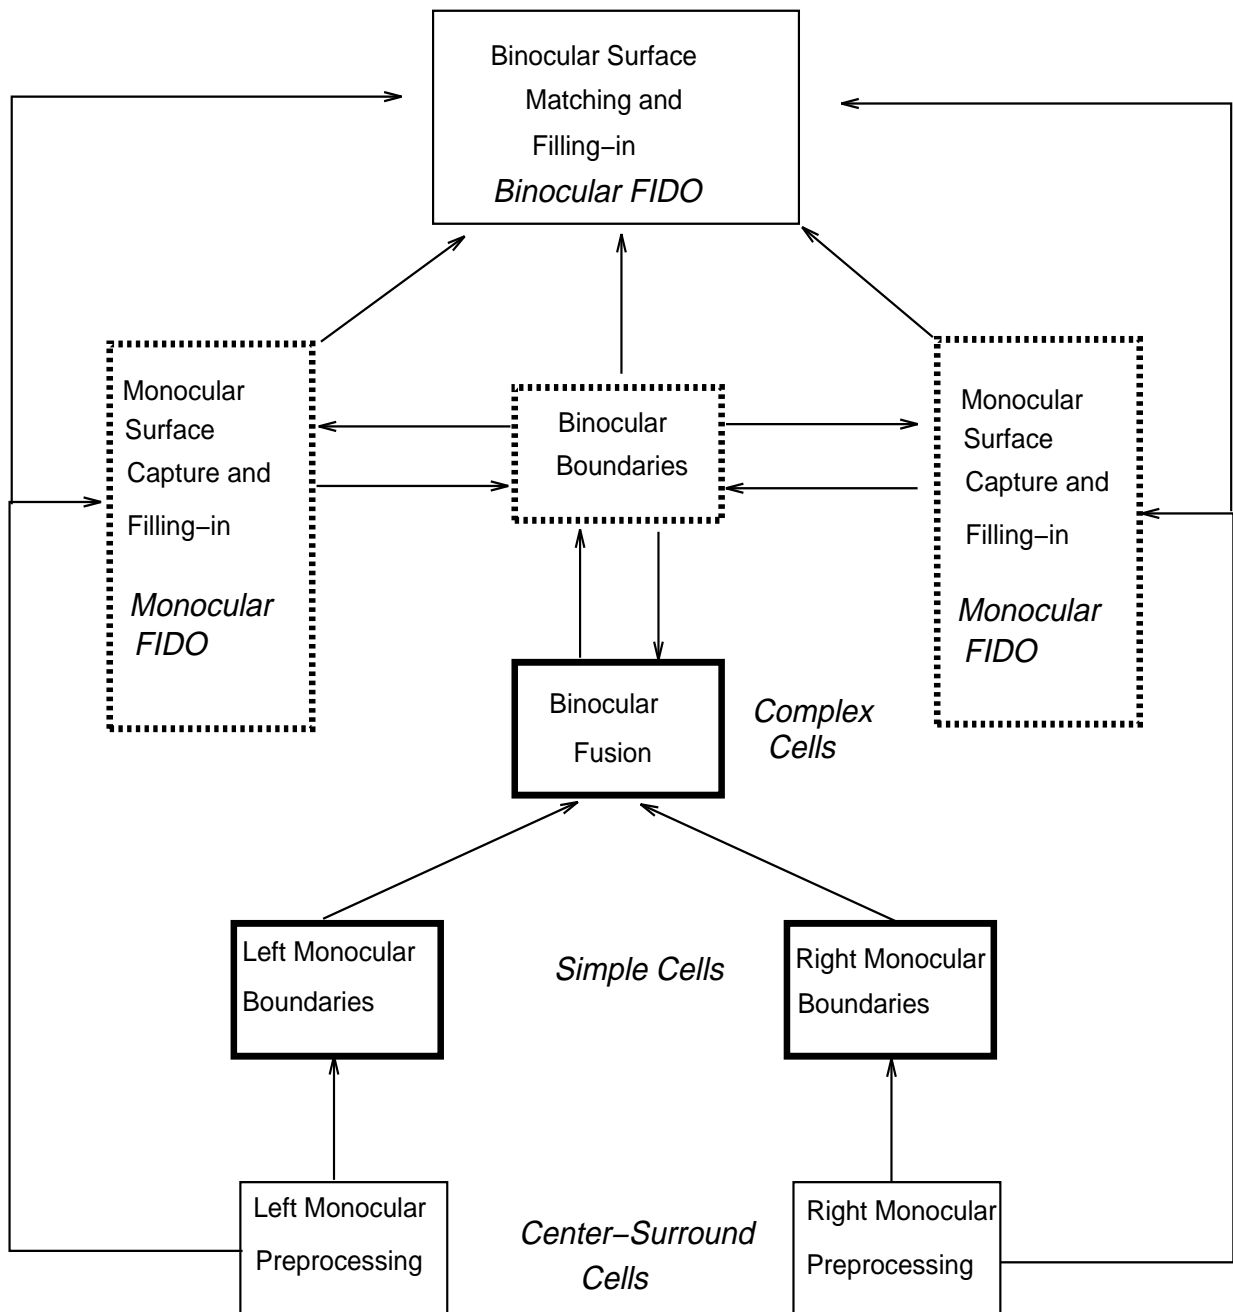 Binocular Surface
Matching and
Filling−in
Binocular FIDO
Monocular
Surface
Capture and
Filling−in
Monocular
FIDO
Binocular
Boundaries
Monocular
Surface
Capture and
Filling−in
Monocular
FIDO
Binocular
Fusion
Complex
Cells
Left Monocular
Boundaries
Simple Cells
Right Monocular
Boundaries
Left Monocular
Preprocessing
Center−Surround
Cells
Right Monocular
Preprocessing